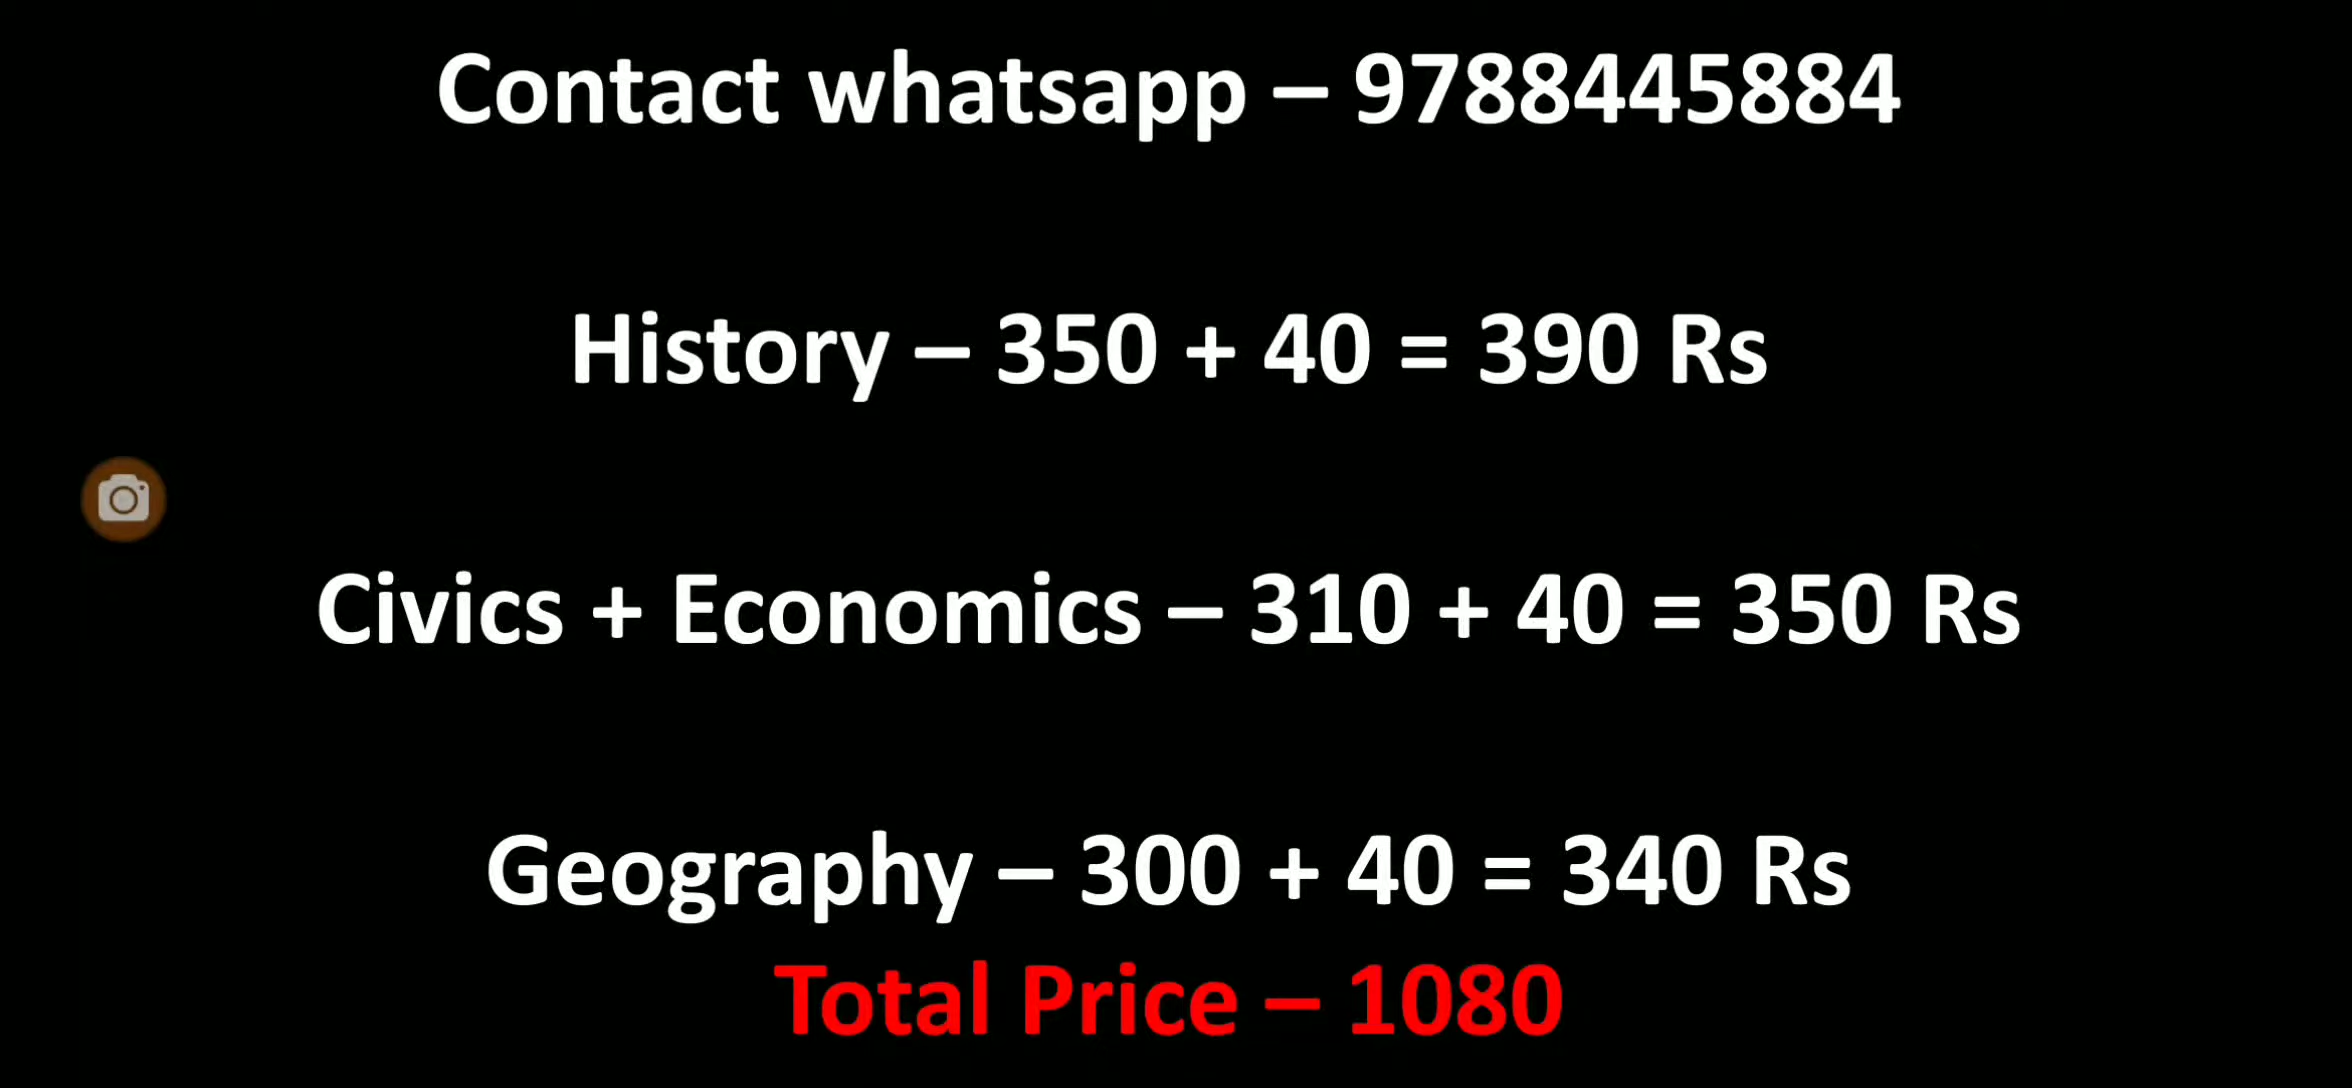 Contact whatsapp – 9788445884
History – 350 + 40 = 390 Rs
Civics + Economics – 310 + 40 = 350 Rs
Geography – 300 + 40 = 340 Rs
Total Price – 1080